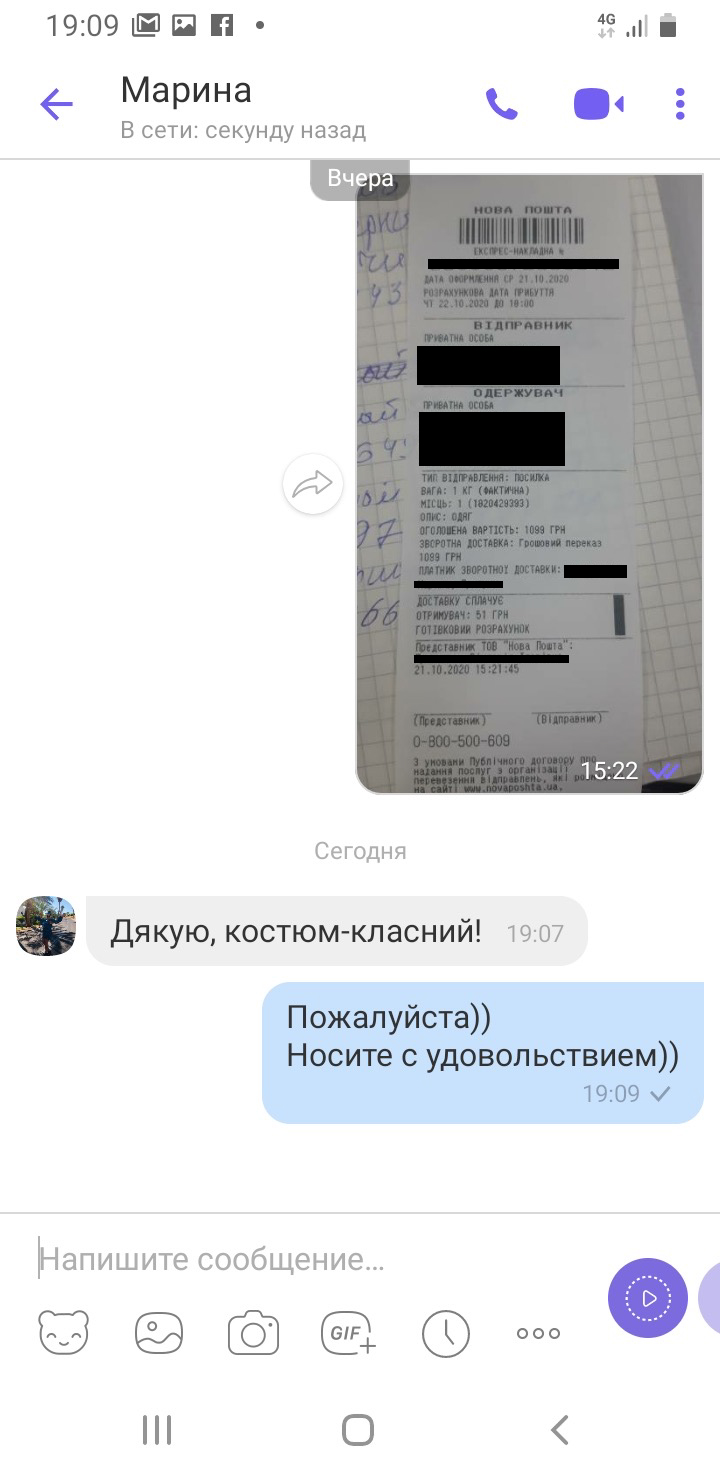 19:09
4G
Марина
В сети: секунду назад
Вчера
НОВА ПОШТА
ЕКСПРЕС-НАКЛАДНА №
ДАТА ОФОРМЛЕННЯ СР 21.10.2020
РОЗРАХУНКОВА ДАТА ПРИБУТТЯ
ЧТ 22.10.2020 ДО 18:00
ВІДПРАВНИК
ПРИВАТНА ОСОБА
ОДЕРЖУВАЧ
ПРИВАТНА ОСОБА
ТИП ВІДПРАВЛЕННЯ: ПОСИЛКА
ВАГА: 1 КГ (ФАКТИЧНА)
МІСЦЬ: 1 (1020429393)
ОПИС: ОДЯГ
ОГОЛОШЕНА ВАРТІСТЬ: 1099 ГРН
ЗВОРОТНА ДОСТАВКА: Грошовий переказ
1099 ГРН
ПЛАТНИК ЗВОРОТНОЇ ДОСТАВКИ:
ДОСТАВКУ СПЛАЧУЄ
ОТРИМУВАЧ: 51 ГРН
ГОТІВКОВИЙ РОЗРАХУНОК
Представник ТОВ "Нова Пошта":
21.10.2020 15:21:45
(Представник) (Відправник)
0-800-500-609
З умовами Публічного договору про
надання послуг з організації
перевезення відправлень, які
на сайті www.novaposhta.ua,
15:22
Сегодня
Дякую, костюм-класний! 19:07
Пожалуйста))
Носите с удовольствием))
19:09
Напишите сообщение...
GIF